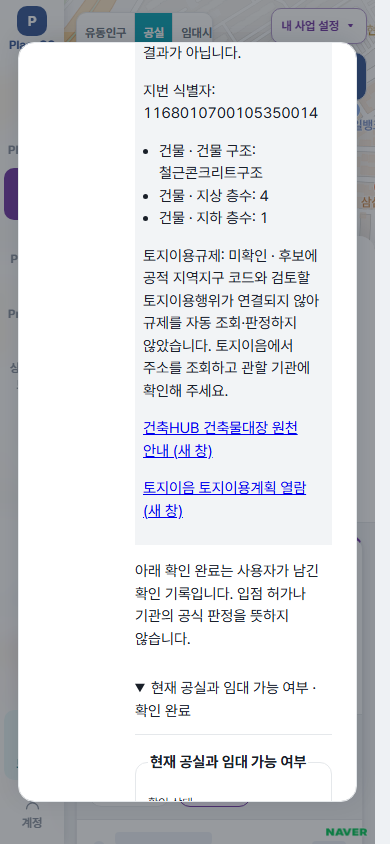 P
유동인구
공실
임대시
내 사업 설정
결과가 아닙니다.
지번 식별자:
1168010700105350014
건물 · 건물 구조:
철근콘크리트구조
건물 · 지상 층수: 4
건물 · 지하 층수: 1
토지이용규제: 미확인 · 후보에
공적 지역지구 코드와 검토할
토지이용행위가 연결되지 않아
규제를 자동 조회·판정하지
않았습니다. 토지이음에서
주소를 조회하고 관할 기관에
확인해 주세요.
건축HUB 건축물대장 원천
안내 (새 창)
토지이음 토지이용계획 열람
(새 창)
아래 확인 완료는 사용자가 남긴
확인 기록입니다. 입점 허가나
기관의 공식 판정을 뜻하지
않습니다.
▼ 현재 공실과 임대 가능 여부 ·
확인 완료
현재 공실과 임대 가능 여부
계정
NAVER